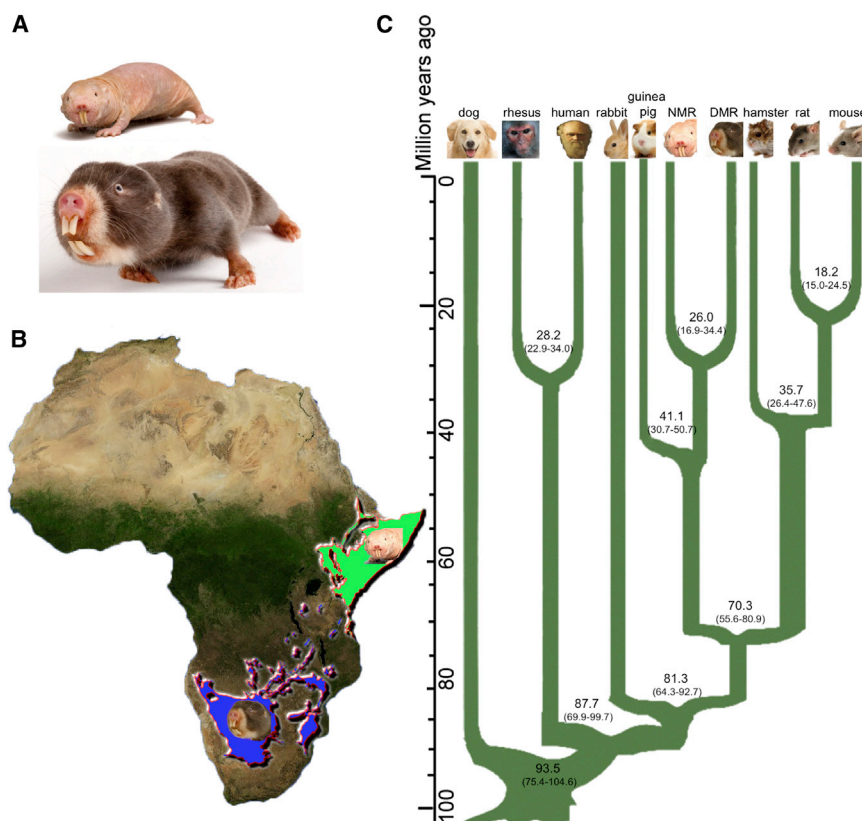 A
B
C
Million years ago
dog
rhesus
human
rabbit
guinea
pig
NMR
DMR
hamster
rat
mouse
0
20
40
60
80
100
18.2
(15.0-24.5)
26.0
(16.9-34.4)
28.2
(22.9-34.0)
35.7
(26.4-47.6)
41.1
(30.7-50.7)
70.3
(55.6-80.9)
81.3
(64.3-92.7)
87.7
(69.9-99.7)
93.5
(75.4-104.6)